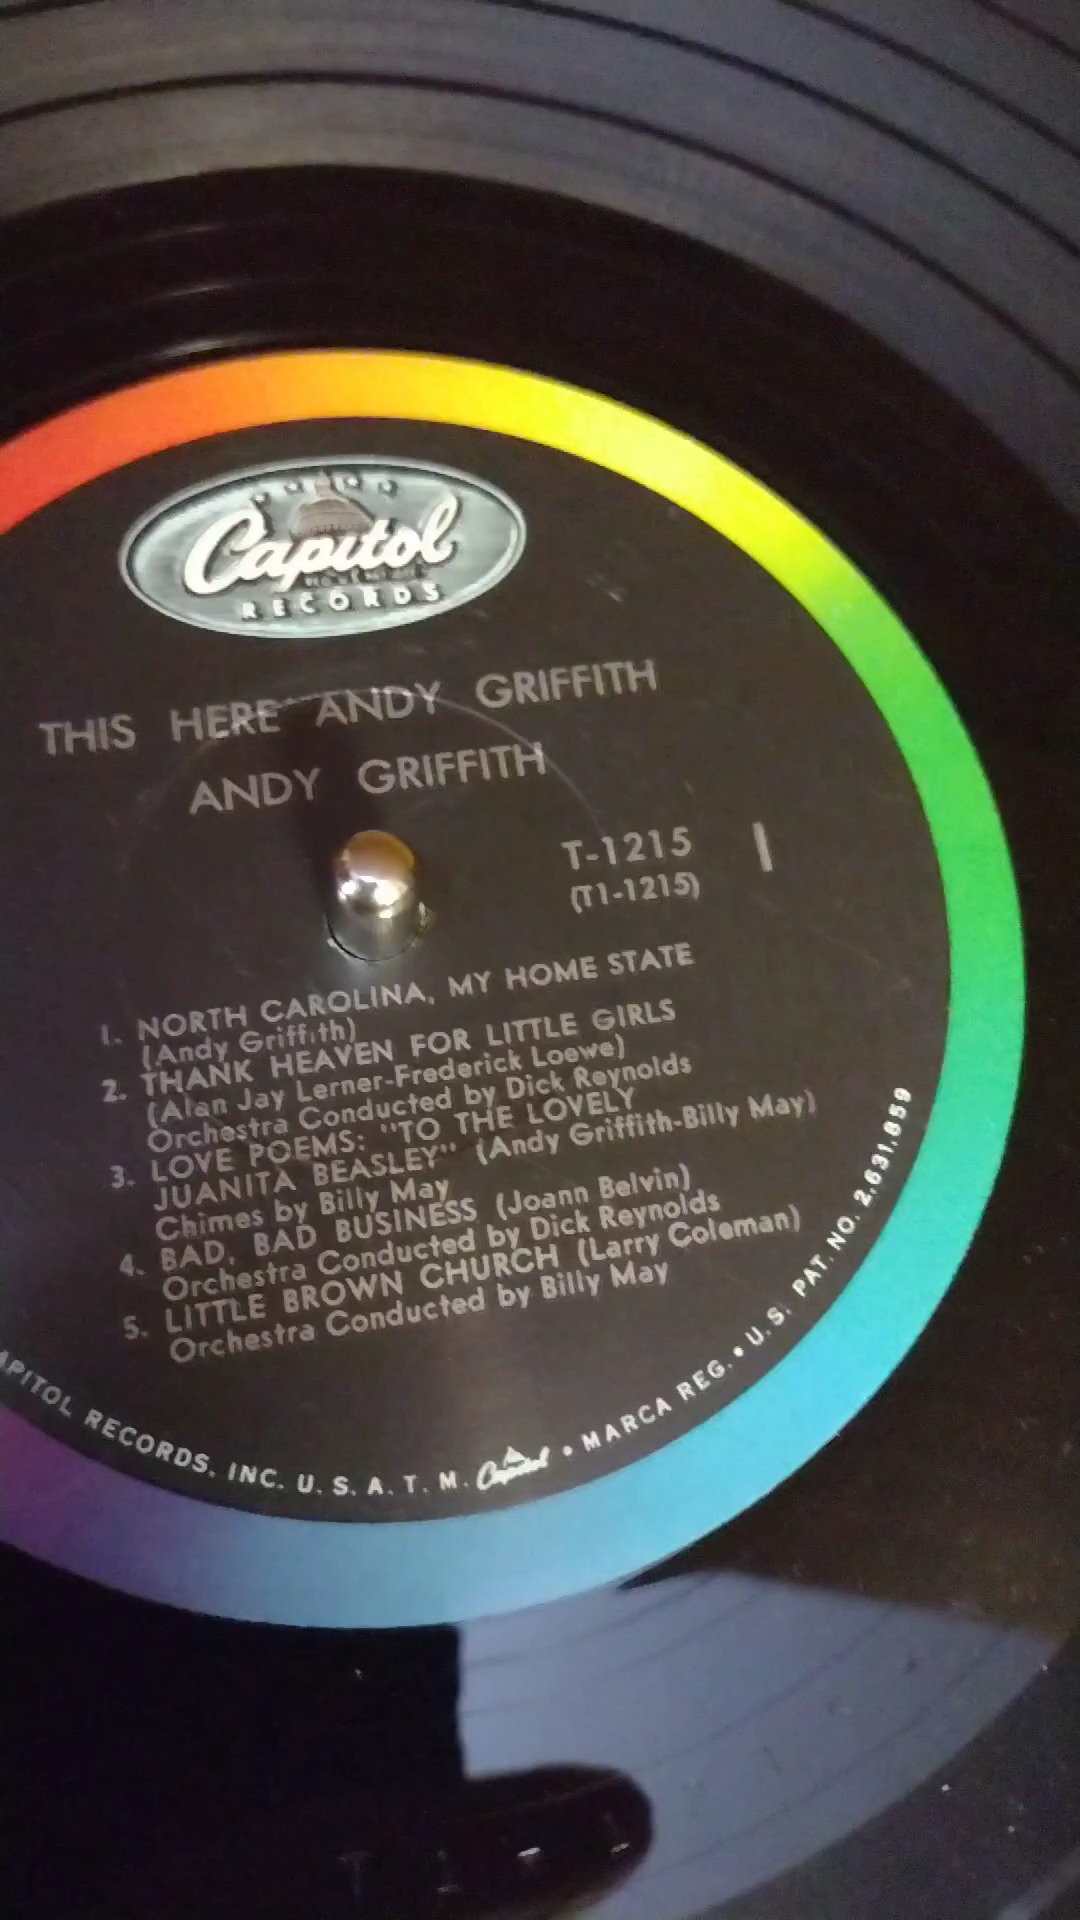 Capitol
RECORDS
THIS HERE ANDY GRIFFITH
ANDY GRIFFITH
T-1215 1
(T1-1215)
1. NORTH CAROLINA, MY HOME STATE
(Andy Griffith)
2. THANK HEAVEN FOR LITTLE GIRLS
(Alan Jay Lerner-Frederick Loewe)
Orchestra Conducted by Dick Reynolds
3. LOVE POEMS: "TO THE LOVELY
JUANITA BEASLEY" (Andy Griffith-Billy May)
Chimes by Billy May
4. BAD, BAD BUSINESS (Joann Belvin)
Orchestra Conducted by Dick Reynolds
5. LITTLE BROWN CHURCH (Larry Coleman)
Orchestra Conducted by Billy May
APITOL RECORDS, INC. U. S. A. T. M. Capitol • MARCA REG. • U.S. PAT. NO. 2,631,859